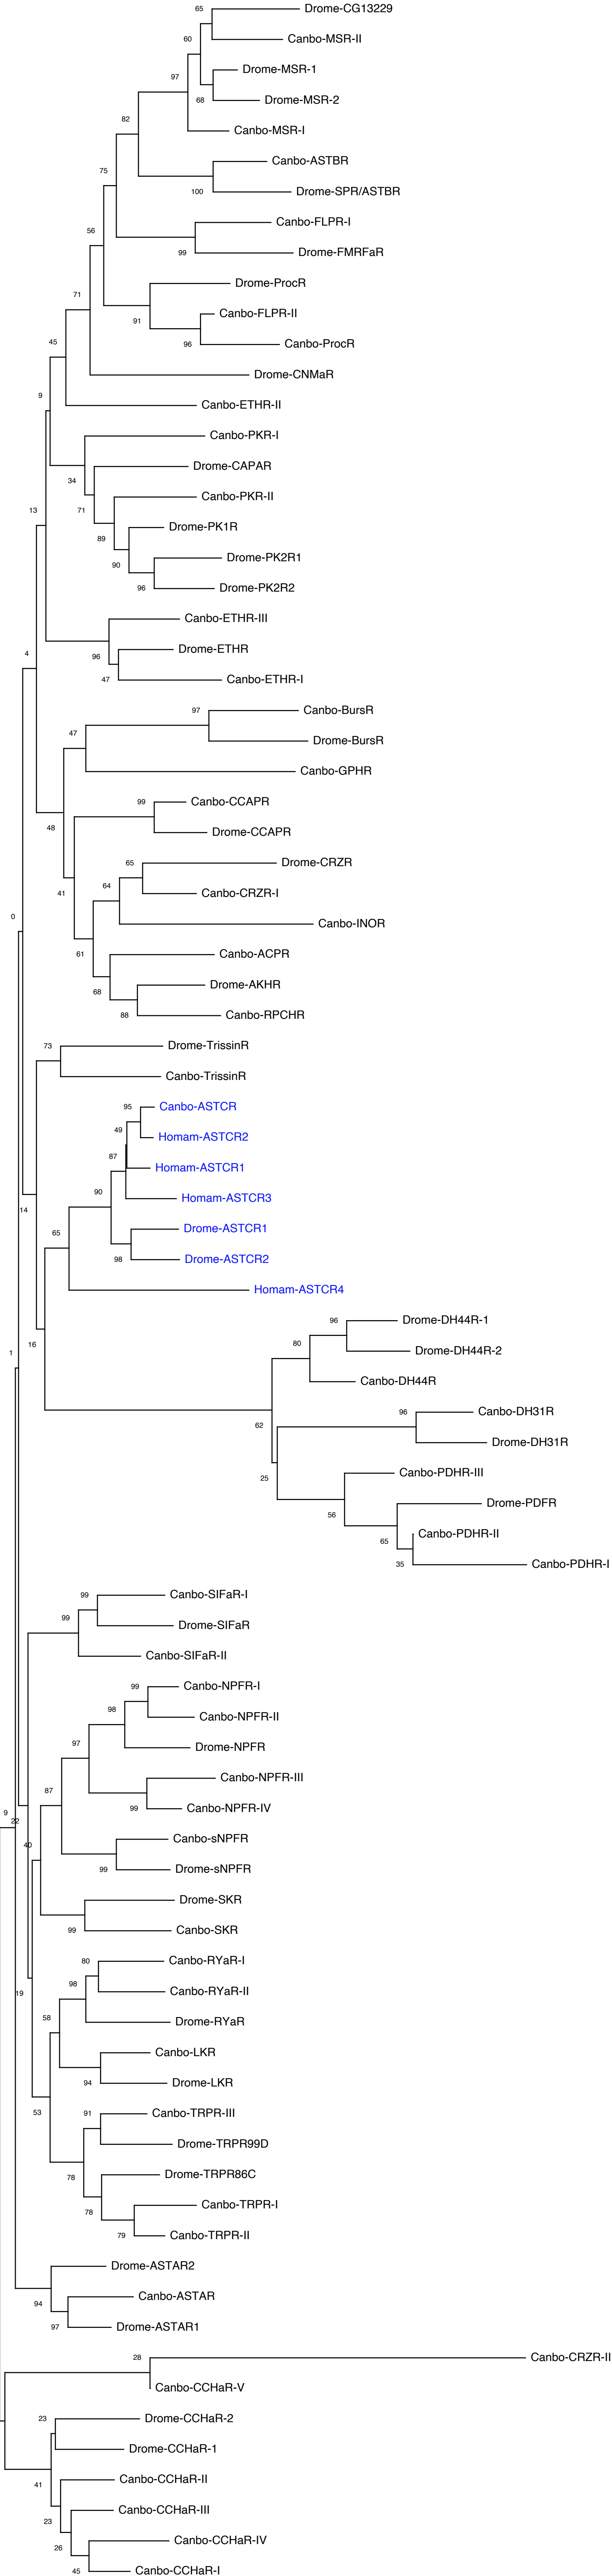 65
Drome-CG13229
60
Canbo-MSR-II
97
Drome-MSR-1
68
Drome-MSR-2
82
Canbo-MSR-I
Canbo-ASTBR
75
100
Drome-SPR/ASTBR
Canbo-FLPR-I
56
99
Drome-FMRFaR
Drome-ProcR
71
91
Canbo-FLPR-II
45
96
Canbo-ProcR
Drome-CNMaR
9
Canbo-ETHR-II
Canbo-PKR-I
34
Drome-CAPAR
71
Canbo-PKR-II
13
89
Drome-PK1R
90
Drome-PK2R1
96
Drome-PK2R2
Canbo-ETHR-III
4
96
Drome-ETHR
47
Canbo-ETHR-I
97
Canbo-BursR
47
Drome-BursR
Canbo-GPHR
48
99
Canbo-CCAPR
Drome-CCAPR
41
65
Drome-CRZR
64
Canbo-CRZR-I
0
Canbo-INOR
61
Canbo-ACPR
68
Drome-AKHR
88
Canbo-RPCHR
73
Drome-TrissinR
Canbo-TrissinR
95
Canbo-ASTCR
49
Homam-ASTCR2
87
Homam-ASTCR1
90
Homam-ASTCR3
14
65
Drome-ASTCR1
98
Drome-ASTCR2
Homam-ASTCR4
16
96
Drome-DH44R-1
1
80
Drome-DH44R-2
Canbo-DH44R
62
96
Canbo-DH31R
Drome-DH31R
25
Canbo-PDHR-III
56
Drome-PDFR
65
Canbo-PDHR-II
35
Canbo-PDHR-I
99
Canbo-SIFaR-I
99
Drome-SIFaR
Canbo-SIFaR-II
99
Canbo-NPFR-I
98
Canbo-NPFR-II
97
Drome-NPFR
87
Canbo-NPFR-III
9
99
Canbo-NPFR-IV
22
40
Canbo-sNPFR
99
Drome-sNPFR
Drome-SKR
99
Canbo-SKR
80
Canbo-RYaR-I
19
98
Canbo-RYaR-II
58
Drome-RYaR
Canbo-LKR
94
Drome-LKR
53
91
Canbo-TRPR-III
Drome-TRPR99D
78
Drome-TRPR86C
78
Canbo-TRPR-I
79
Canbo-TRPR-II
Drome-ASTAR2
94
Canbo-ASTAR
97
Drome-ASTAR1
28
Canbo-CRZR-II
Canbo-CCHaR-V
23
Drome-CCHaR-2
Drome-CCHaR-1
41
Canbo-CCHaR-II
23
Canbo-CCHaR-III
26
Canbo-CCHaR-IV
45
Canbo-CCHaR-I